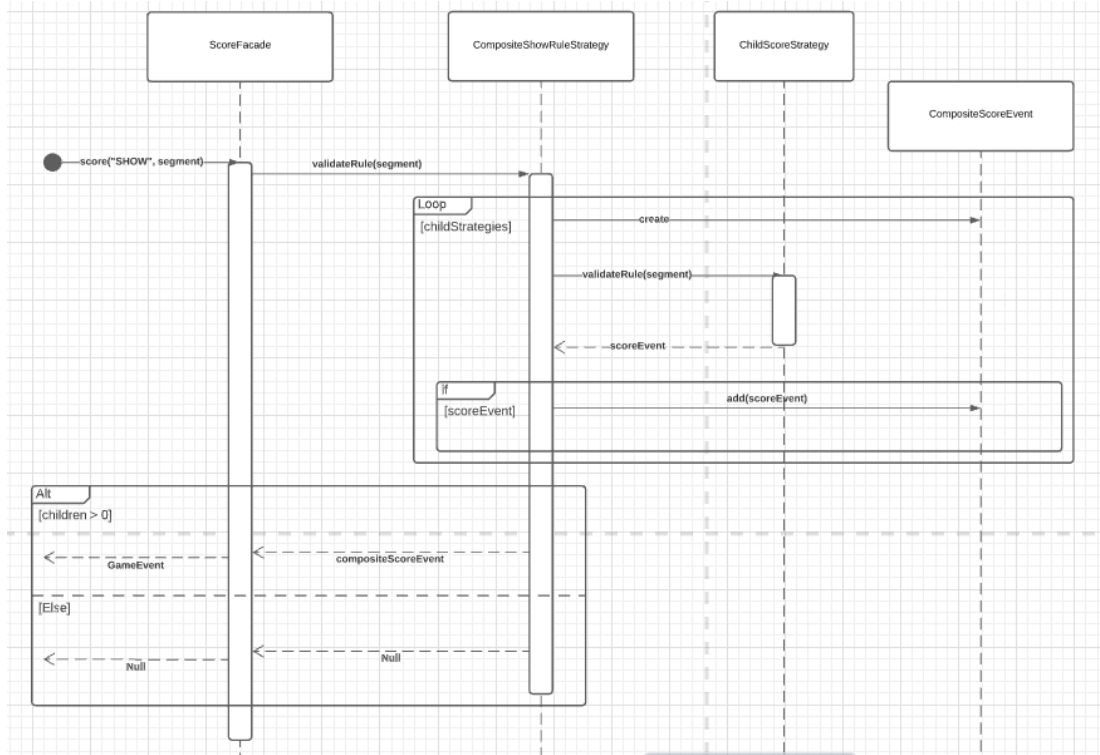 ScoreFacade
CompositeShowRuleStrategy
ChildScoreStrategy
CompositeScoreEvent
score("SHOW", segment)
validateRule(segment)
Loop
[childStrategies]
create
validateRule(segment)
scoreEvent
If
[scoreEvent]
add(scoreEvent)
Alt
[children > 0]
compositeScoreEvent
GameEvent
[Else]
Null
Null